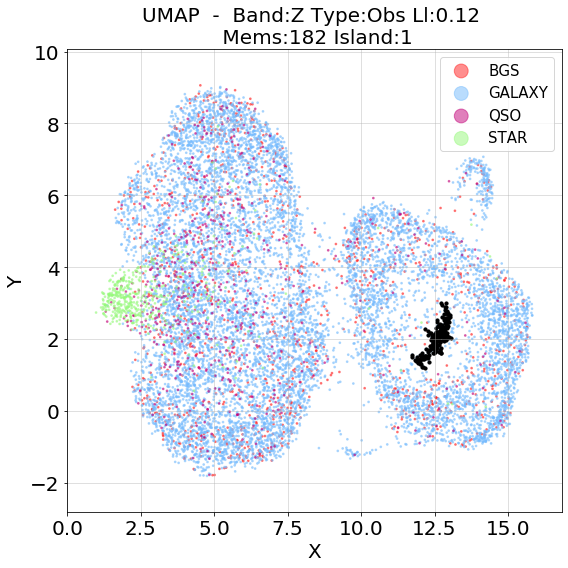 UMAP  -  Band:Z Type:Obs Ll:0.12
Mems:182 Island:1
10
8
6
4
2
0
−2
Y
BGS
GALAXY
QSO
STAR
0.0 2.5 5.0 7.5 10.0 12.5 15.0
X